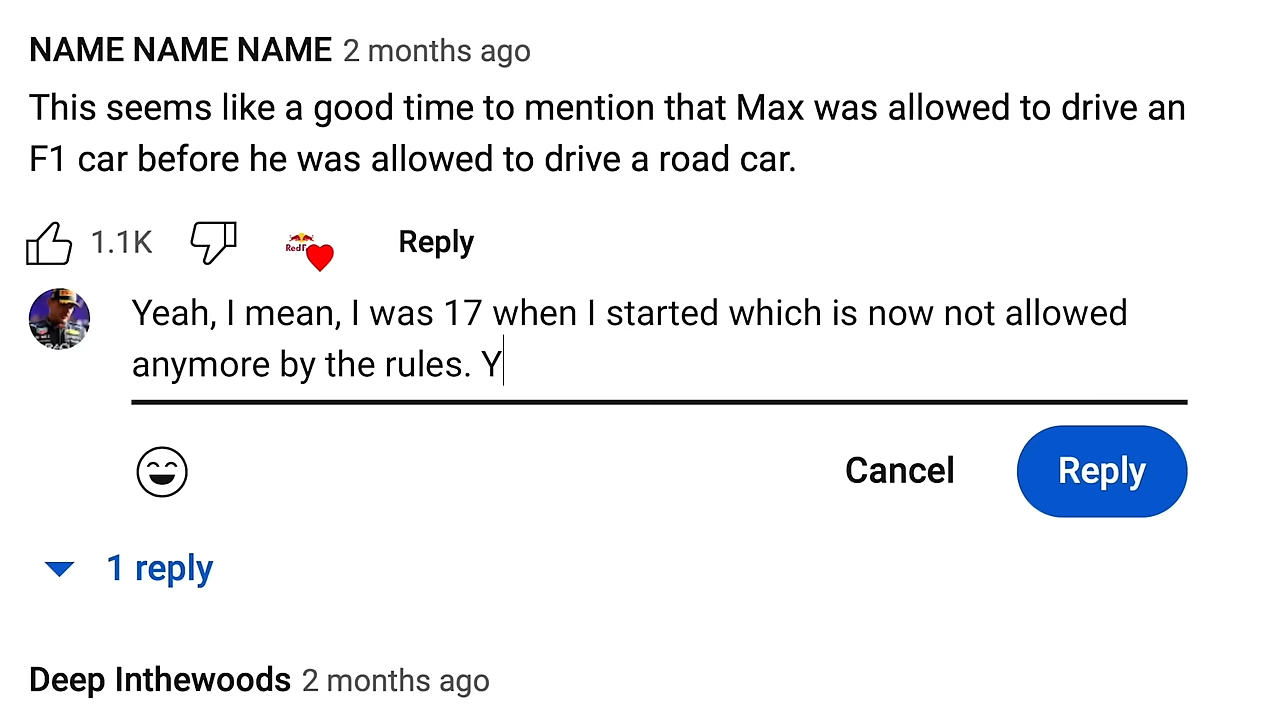 NAME NAME NAME 2 months ago
This seems like a good time to mention that Max was allowed to drive an
F1 car before he was allowed to drive a road car.
1.1K Reply
Yeah, I mean, I was 17 when I started which is now not allowed
anymore by the rules. Y
Cancel Reply
1 reply
Deep Inthewoods 2 months ago